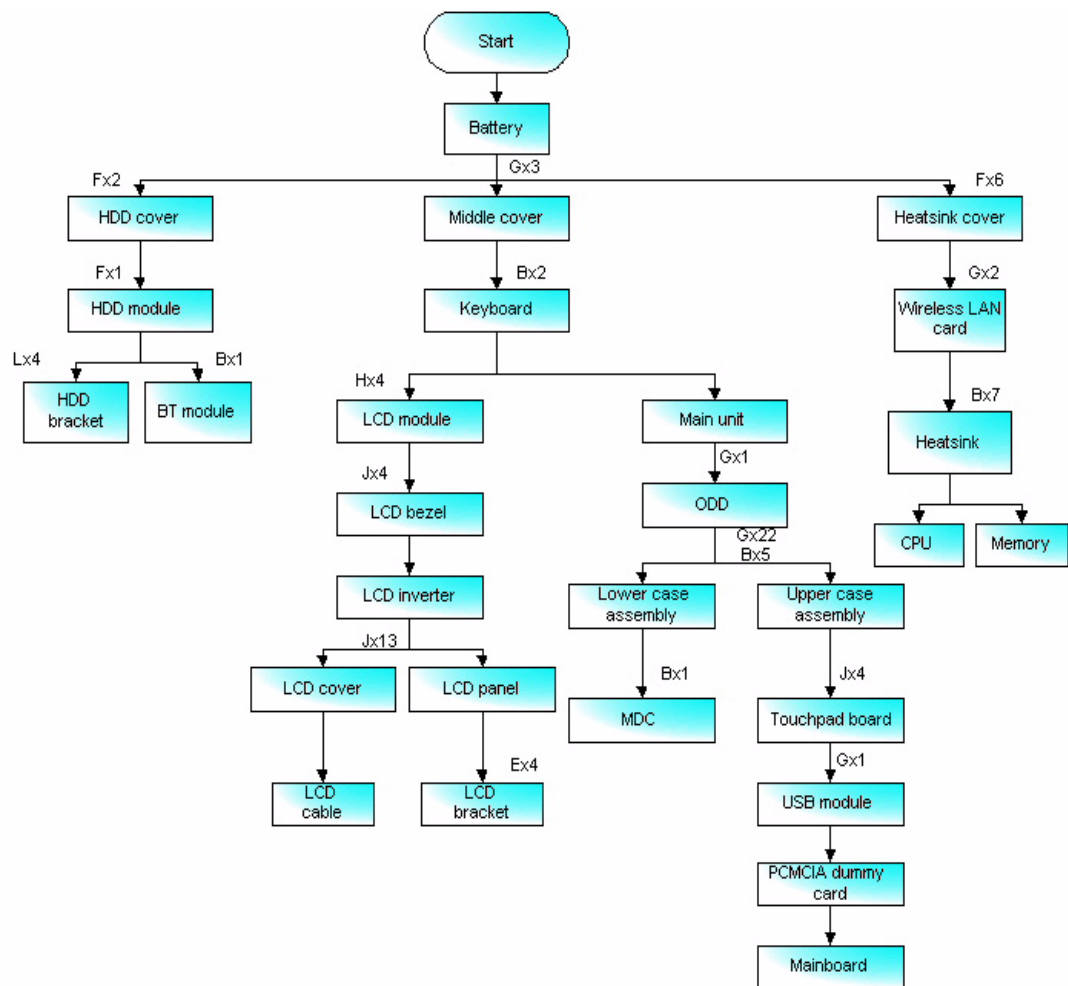 Start
Battery
Gx3
Fx2
Fx6
HDD cover
Middle cover
Heatsink cover
Fx1
Bx2
Gx2
HDD module
Keyboard
Wireless LAN
card
Lx4
Bx1
HDD
bracket
BT module
Hx4
Bx7
LCD module
Main unit
Heatsink
Jx4
Gx1
LCD bezel
ODD
Gx22
Bx5
CPU
Memory
LCD inverter
Lower case
assembly
Upper case
assembly
Jx13
Bx1
Jx4
LCD cover
LCD panel
MDC
Touchpad board
Ex4
Gx1
LCD
cable
LCD
bracket
USB module
PCMCIA dummy
card
Mainboard